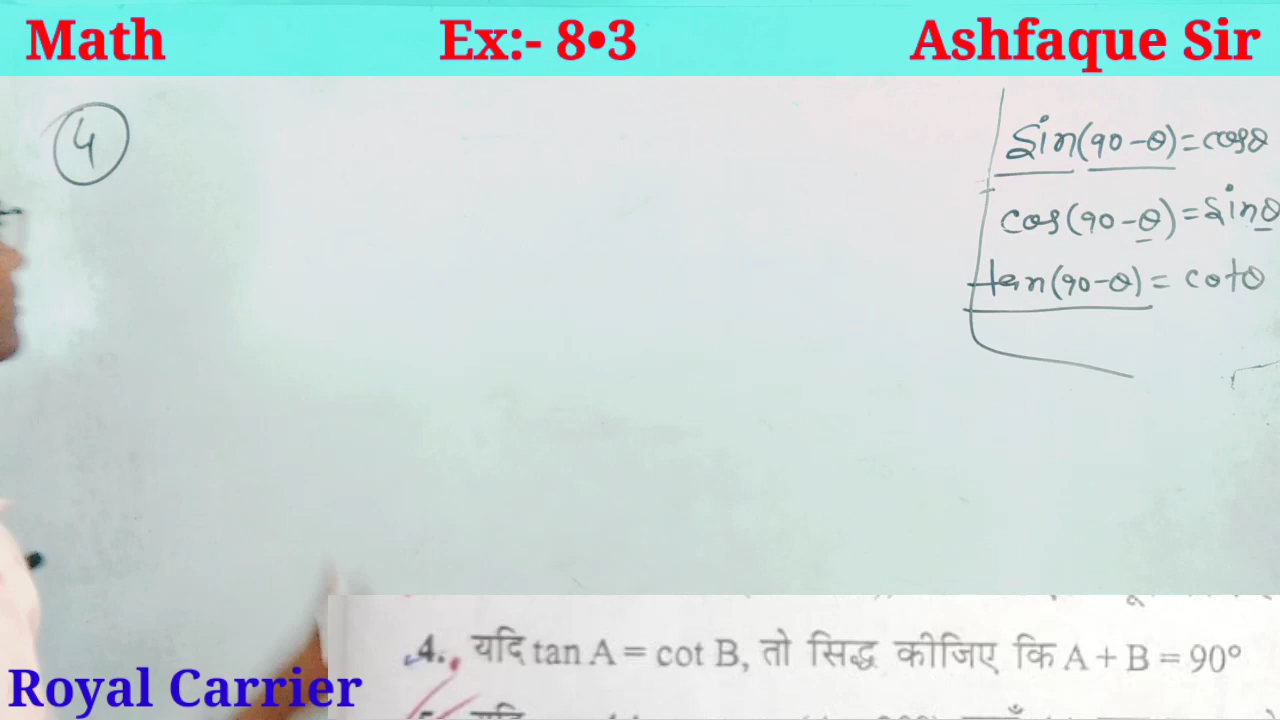 Math Ex:- 8•3 Ashfaque Sir
4
Sin(90-θ)=cosθ
cos(90-θ)=sinθ
tan(90-θ)= cotθ
4. यदि tan A = cot B, तो सिद्ध कीजिए कि A + B = 90°
Royal Carrier
यदि